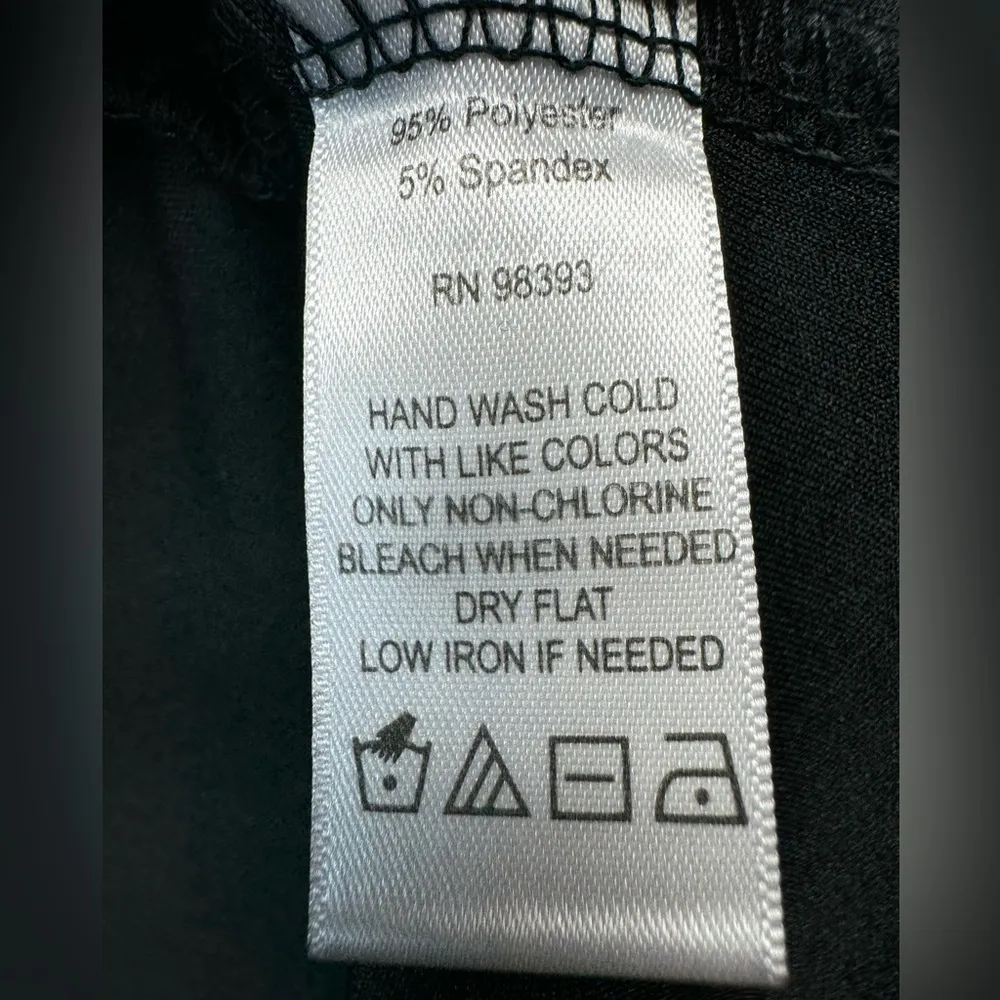 95% Polyester
5% Spandex
RN 98393
HAND WASH COLD
WITH LIKE COLORS
ONLY NON-CHLORINE
BLEACH WHEN NEEDED
DRY FLAT
LOW IRON IF NEEDED